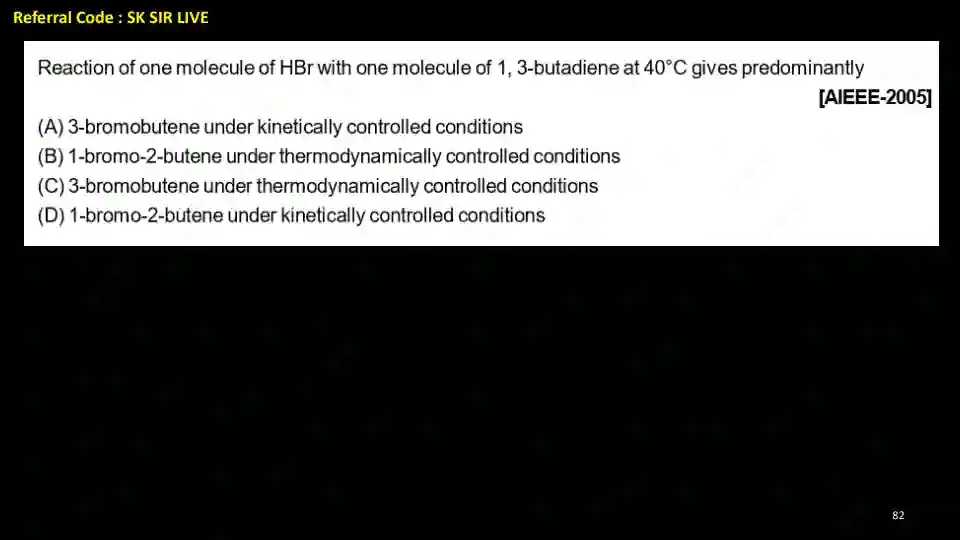 Referral Code : SK SIR LIVE
Reaction of one molecule of HBr with one molecule of 1, 3-butadiene at 40°C gives predominantly
[AIEEE-2005]
(A) 3-bromobutene under kinetically controlled conditions
(B) 1-bromo-2-butene under thermodynamically controlled conditions
(C) 3-bromobutene under thermodynamically controlled conditions
(D) 1-bromo-2-butene under kinetically controlled conditions
82